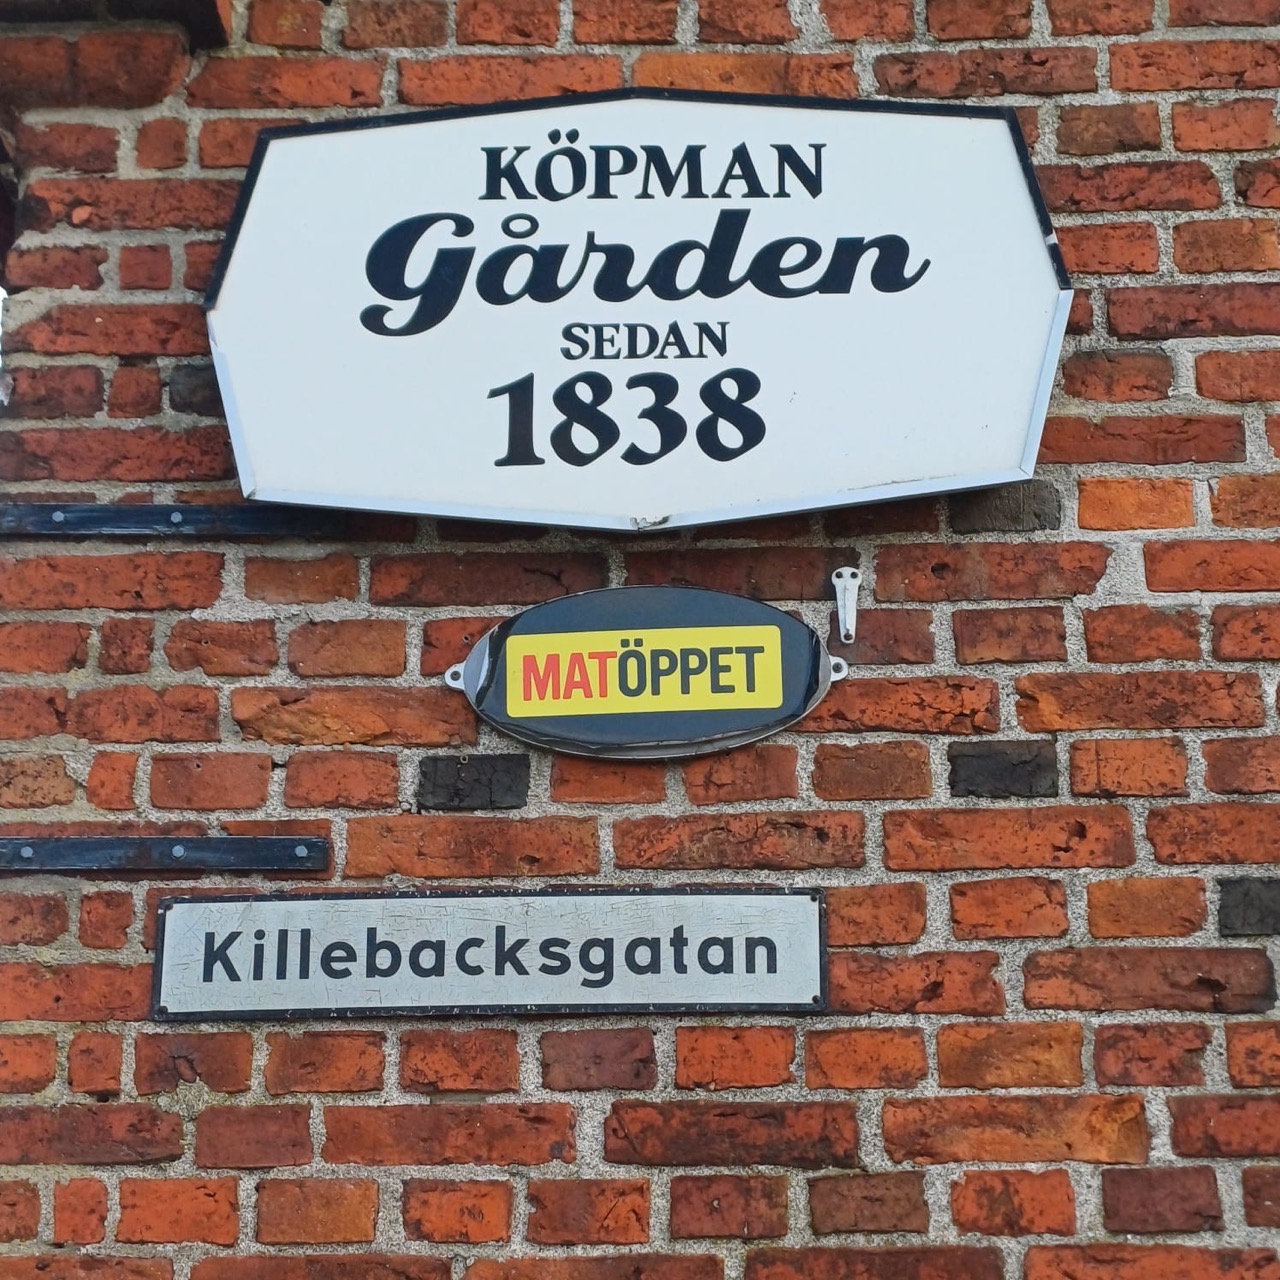 KÖPMAN
Gården
SEDAN
1838
MATÖPPET
Killebacksgatan